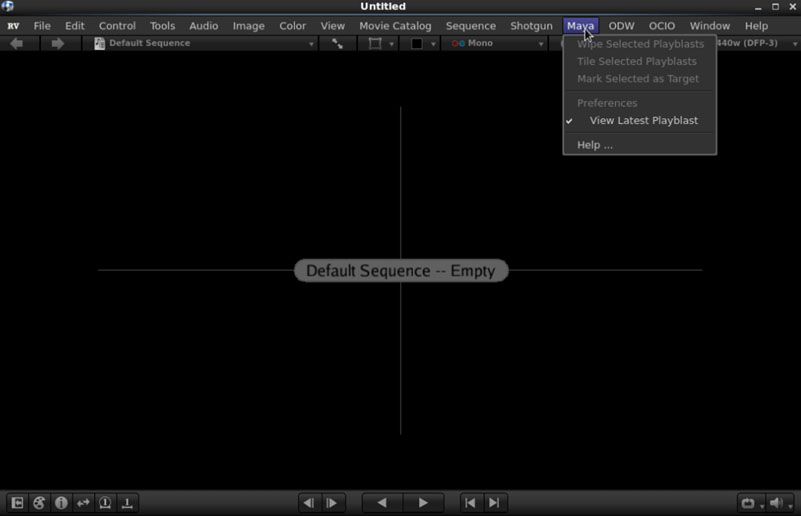 Untitled
RV File Edit Control Tools Audio Image Color View Movie Catalog Sequence Shotgun Maya ODW OCIO Window Help
Default Sequence Mono 440w (DFP-3)
Wipe Selected Playblasts
Tile Selected Playblasts
Mark Selected as Target
Preferences
View Latest Playblast
Help ...
Default Sequence -- Empty